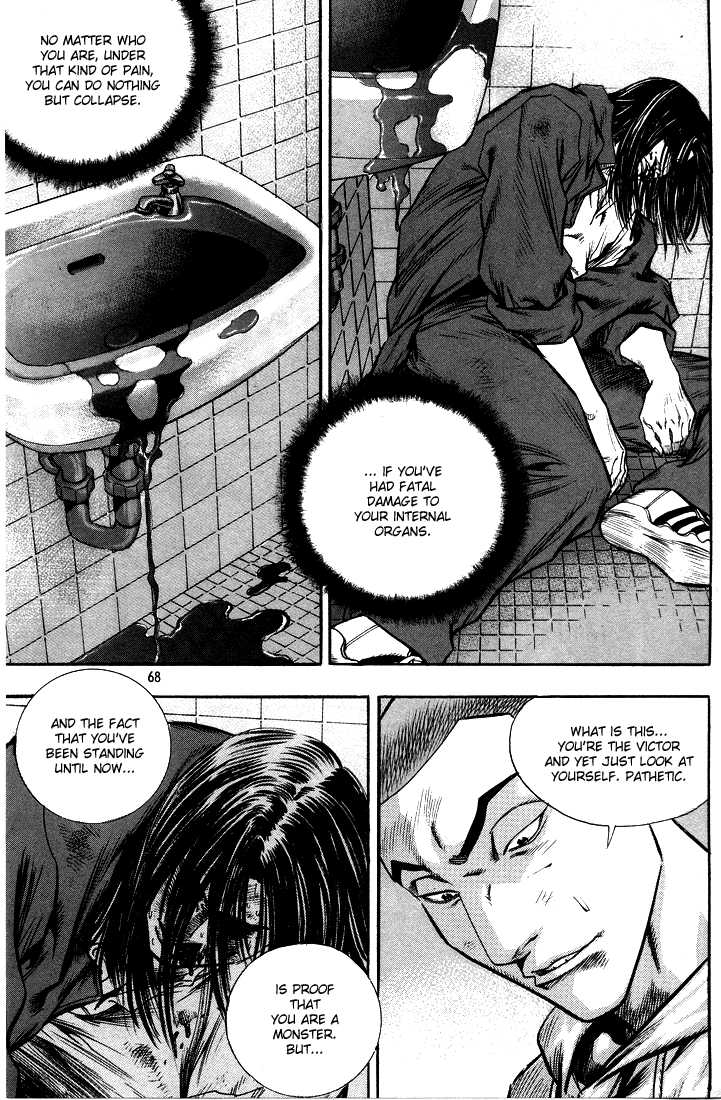 NO MATTER WHO
YOU ARE, UNDER
THAT KIND OF PAIN,
YOU CAN DO NOTHING
BUT COLLAPSE.
... IF YOU'VE
HAD FATAL
DAMAGE TO
YOUR INTERNAL
ORGANS.
68
AND THE FACT
THAT YOU'VE
BEEN STANDING
UNTIL NOW...
IS PROOF
THAT
YOU ARE A
MONSTER.
BUT...
WHAT IS THIS...
YOU'RE THE VICTOR
AND YET JUST LOOK AT
YOURSELF. PATHETIC.